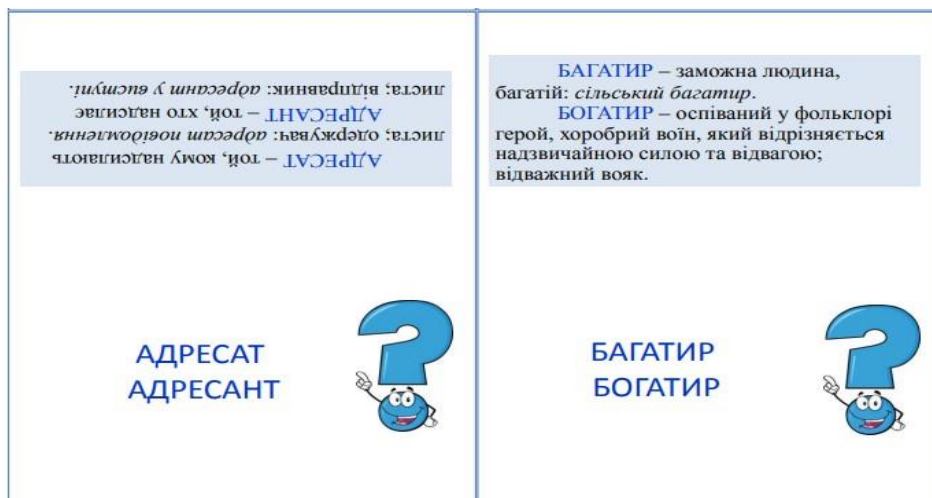 АДРЕСАТ – той, кому надсилають
листа; одержувач: адресат повідомлення.
АДРЕСАНТ – той, хто надсилає
листа; відправник: адресант у виступі.
АДРЕСАТ
АДРЕСАНТ
БАГАТИР – заможна людина,
багатій: сільський багатир.
БОГАТИР – оспіваний у фольклорі
герой, хоробрий воїн, який відрізняється
надзвичайною силою та відвагою;
відважний вояк.
БАГАТИР
БОГАТИР